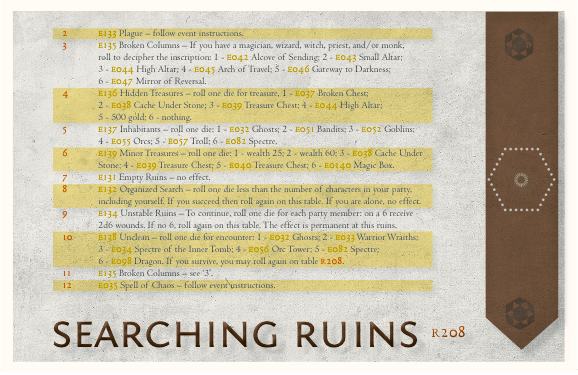 2 E133 Plague – follow event instructions.
3 E135 Broken Columns – If you have a magician, wizard, witch, priest, and/or monk,
roll to decipher the inscription: 1 - E042 Alcove of Sending; 2 - E043 Small Altar;
3 - E044 High Altar; 4 - E045 Arch of Travel; 5 - E046 Gateway to Darkness;
6 - E047 Mirror of Reversal.
4 E136 Hidden Treasures – roll one die for treasure, 1 - E037 Broken Chest;
2 - E038 Cache Under Stone; 3 - E039 Treasure Chest; 4 - E044 High Altar;
5 - 500 gold; 6 - nothing.
5 E137 Inhabitants – roll one die; 1 - E032 Ghosts; 2 - E051 Bandits; 3 - E052 Goblins;
4 - E055 Orcs; 5 - E057 Troll; 6 - E082 Spectre.
6 E139 Minor Treasures – roll one die: 1 - wealth 25; 2 - wealth 60; 3 - E038 Cache Under
Stone; 4 - E039 Treasure Chest; 5 - E040 Treasure Chest; 6 - E0140 Magic Box.
7 E131 Empty Ruins – no effect.
8 E132 Organized Search – roll one die less than the number of characters in your party,
including yourself. If you succeed then roll again on this table. If you are alone, no effect.
9 E134 Unstable Ruins – To continue, roll one die for each party member: on a 6 receive
2d6 wounds. If no 6, roll again on this table. The effect is permanent at this ruins.
10 E138 Unclean – roll one die for encounter: 1 - E032 Ghosts; 2 - E033 Warrior Wraiths;
3 - E034 Spectre of the Inner Tomb; 4 - E056 Orc Tower; 5 - E082 Spectre;
6 - E098 Dragon. If you survive, you may roll again on table R208.
11 E135 Broken Columns – see '3'.
12 E035 Spell of Chaos – follow event instructions.
SEARCHING RUINS R208